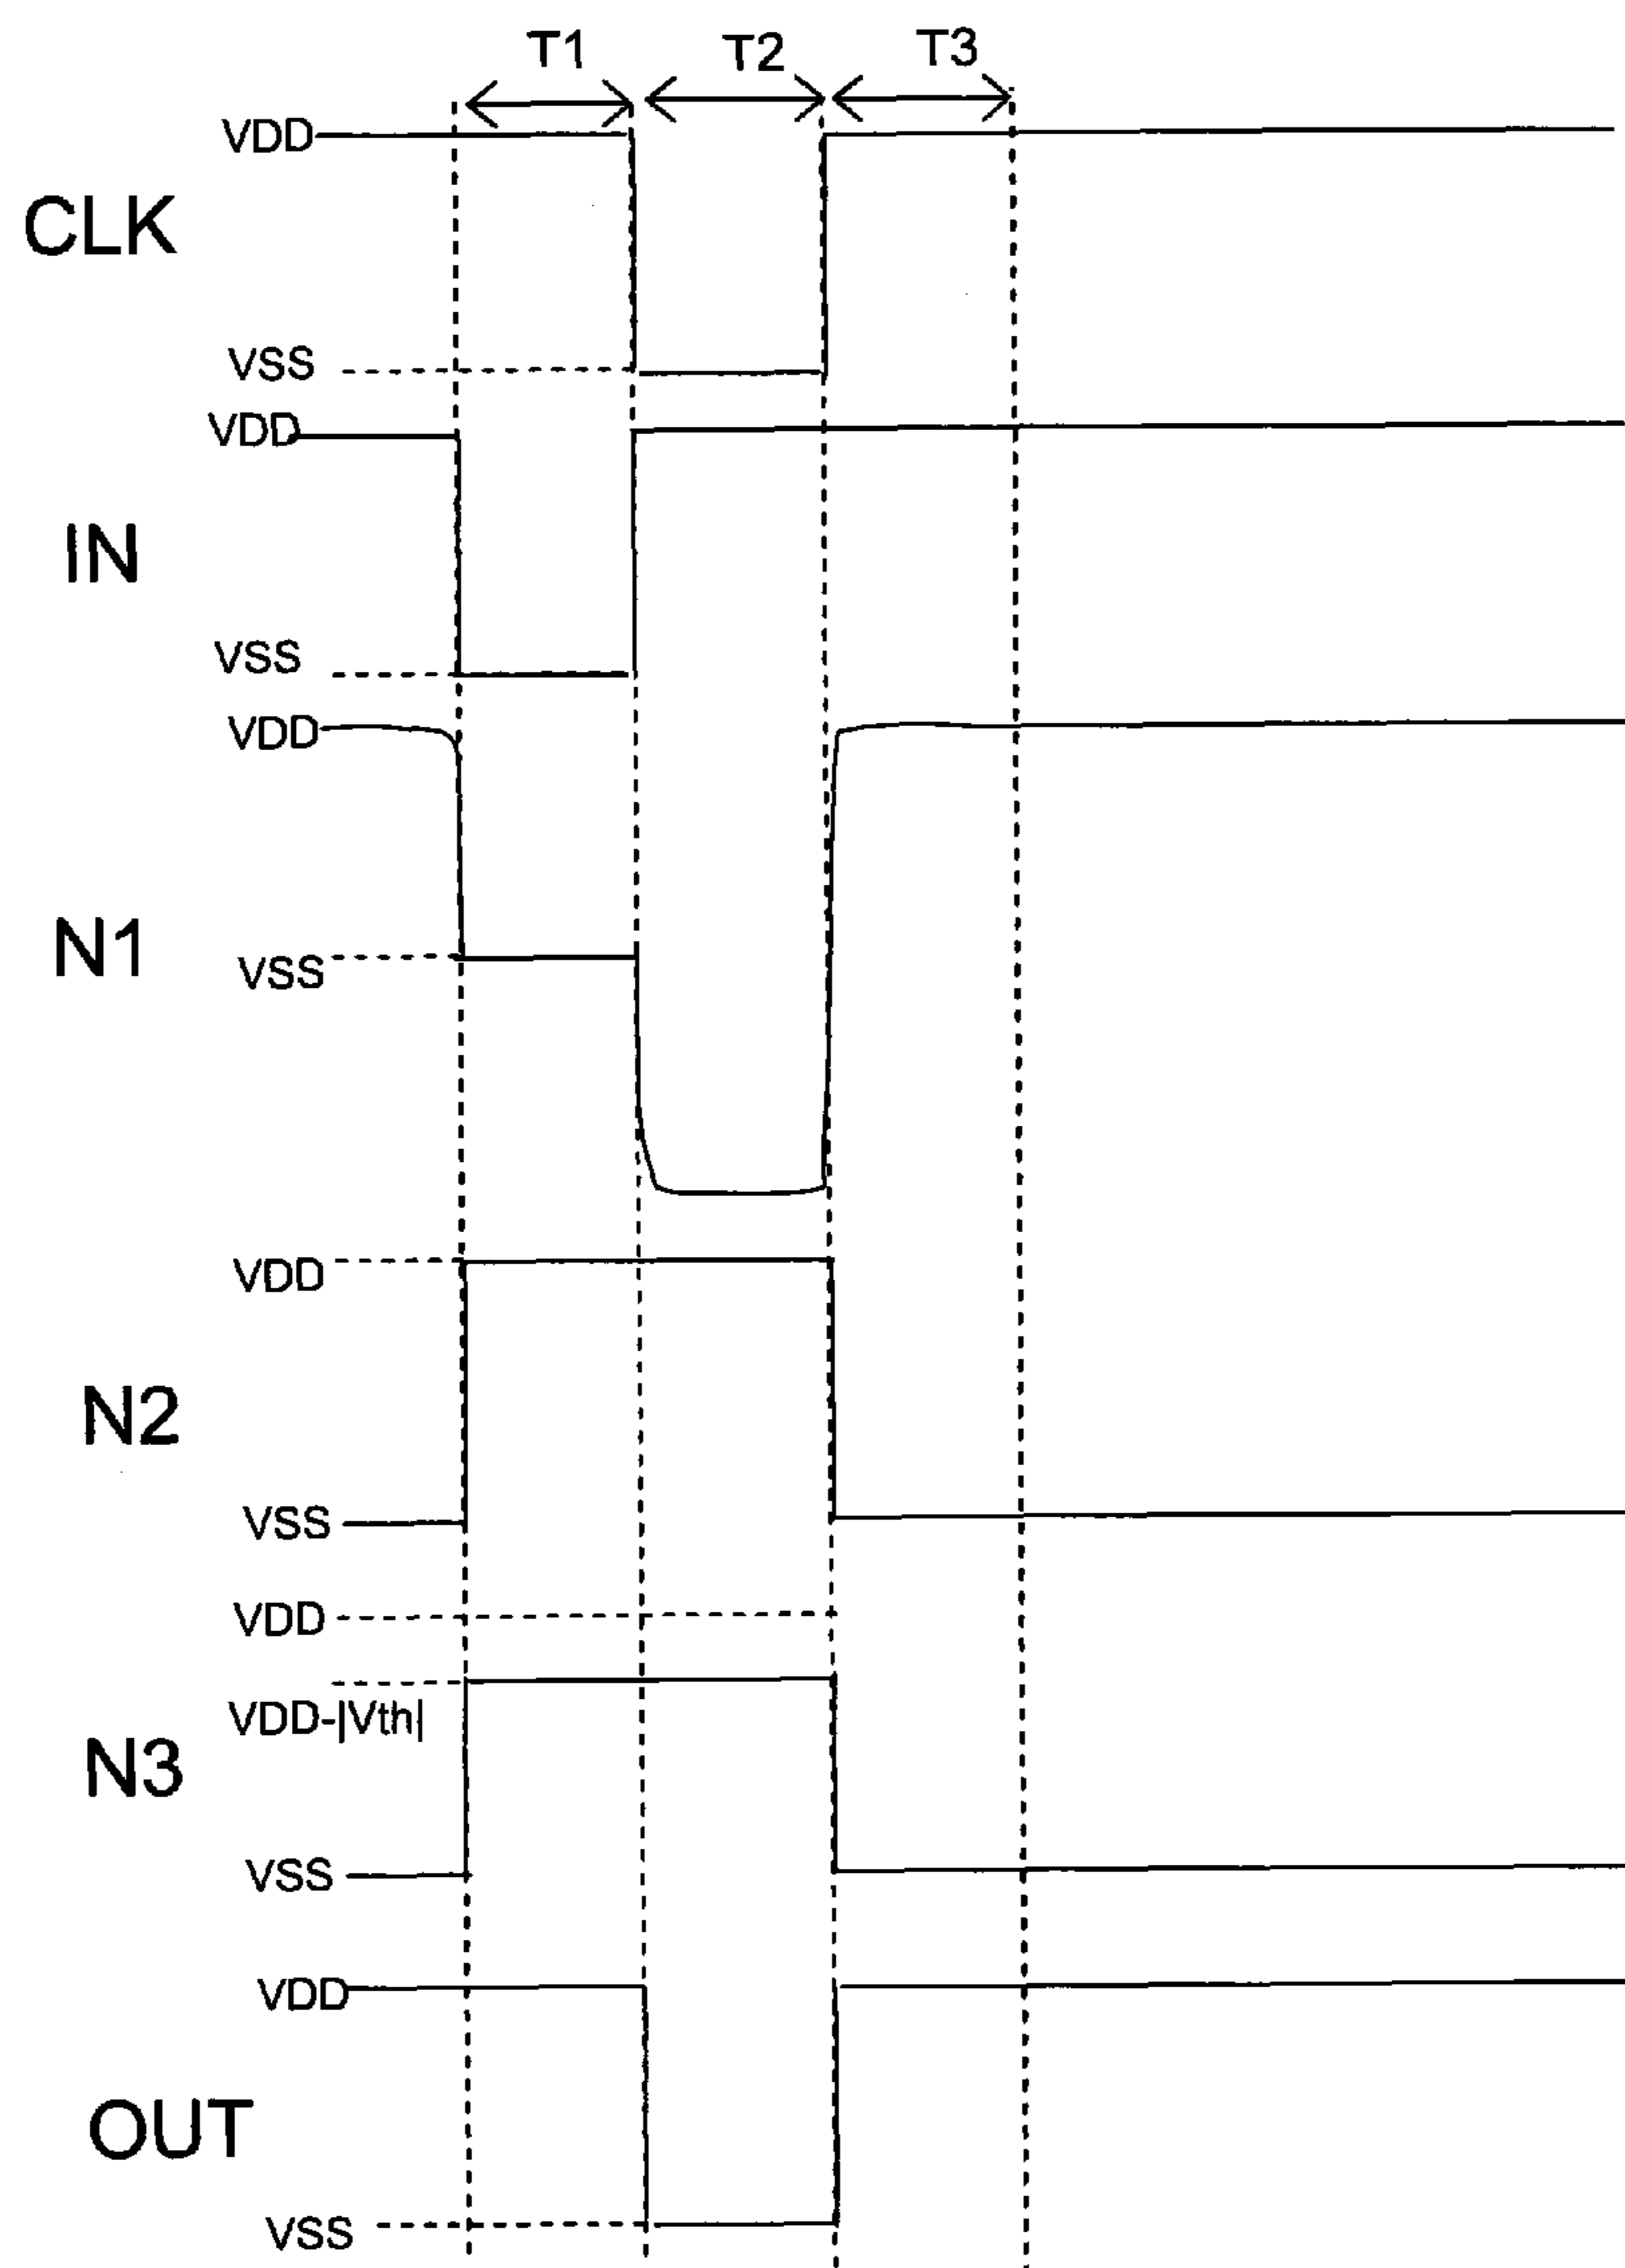 T1 T2 T3
VDD
CLK
VSS
VDD
IN
VSS
VDD
N1
VSS
VDD
N2
VSS
VDD
VDD-|Vth|
N3
VSS
VDD
OUT
VSS